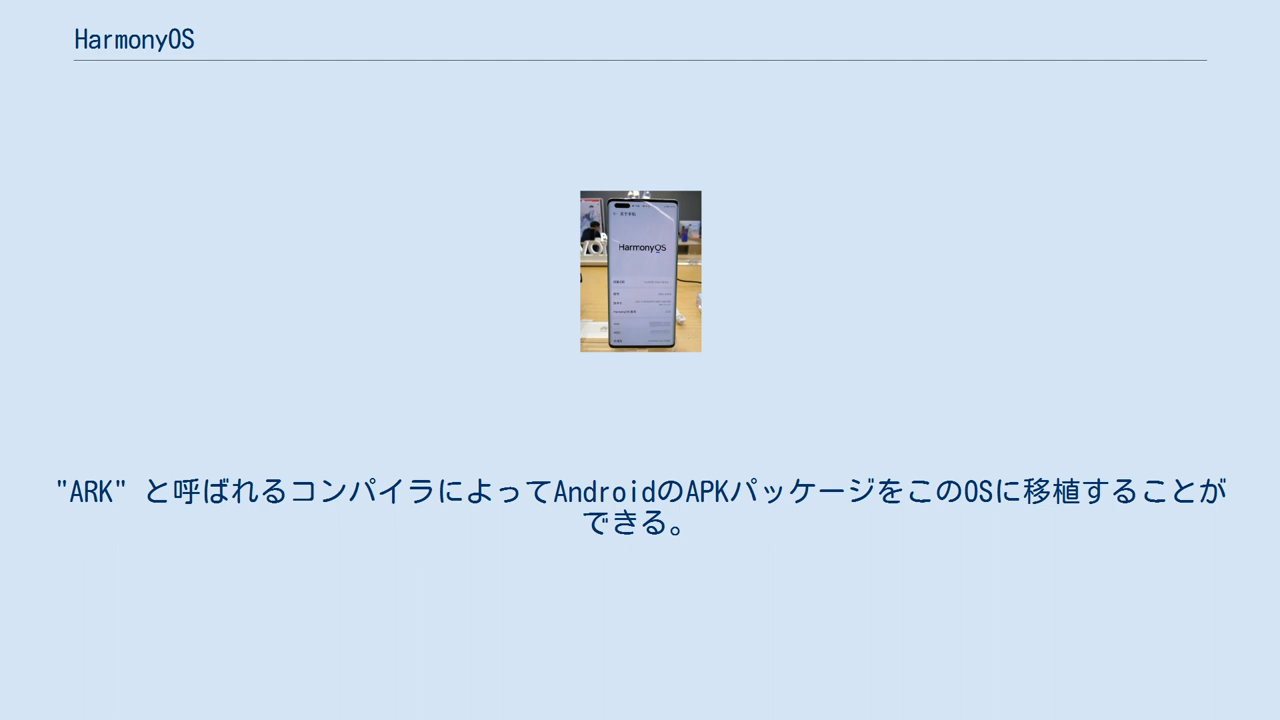 HarmonyOS
HarmonyOS
"ARK" と呼ばれるコンパイラによってAndroidのAPKパッケージをこのOSに移植することが
できる。